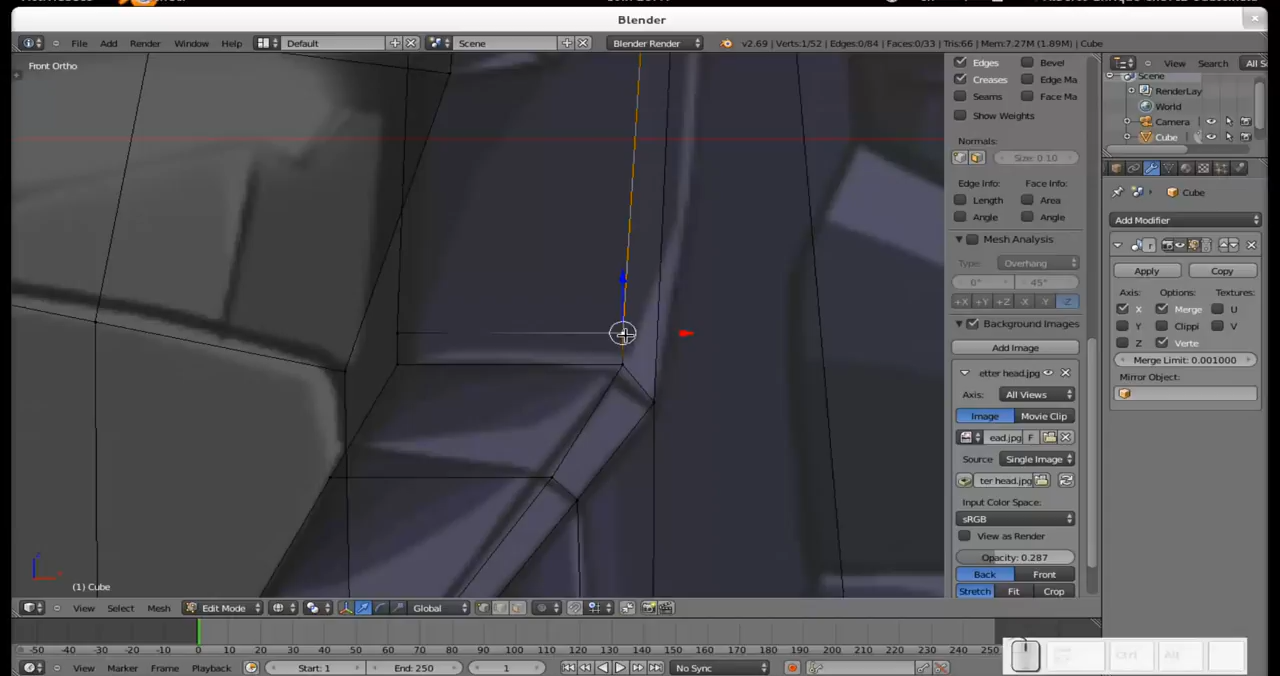 Blender
File Add Render Window Help Default Scene Blender Render v2.69 | Verts:1/52 | Edges:0/84 | Faces:0/33 | Tris:66 | Mem:7.27M (1.89M) | Cube
Front Ortho
Edges Bevel
Creases Edge Ma
Seams Face Ma
Show Weights
Normals:
Size: 0.10
Edge Info: Face Info:
Length Area
Angle Angle
Mesh Analysis
Type: Overhang
0° 45°
+X +Y +Z -X -Y -Z
Background Images
Add Image
etter head.jpg
Axis: All Views
Image Movie Clip
ead.jpg F
Source Single Image
ter head.jpg
Input Color Space:
sRGB
View as Render
Opacity: 0.287
Back Front
Stretch Fit Crop
View Search All S
Scene
RenderLay
World
Camera
Cube
Cube
Add Modifier
Apply Copy
Axis: Options: Textures:
X Merge U
Y Clippi V
Z Verte
Merge Limit: 0.001000
Mirror Object:
(1) Cube
View Select Mesh Edit Mode Global
-50 -40 -30 -20 -10 0 10 20 30 40 50 60 70 80 90 100 110 120 130 140 150 160 170 180 190 200 210 220 230 240 250
View Marker Frame Playback Start: 1 End: 250 1 No Sync
Ctrl Alt